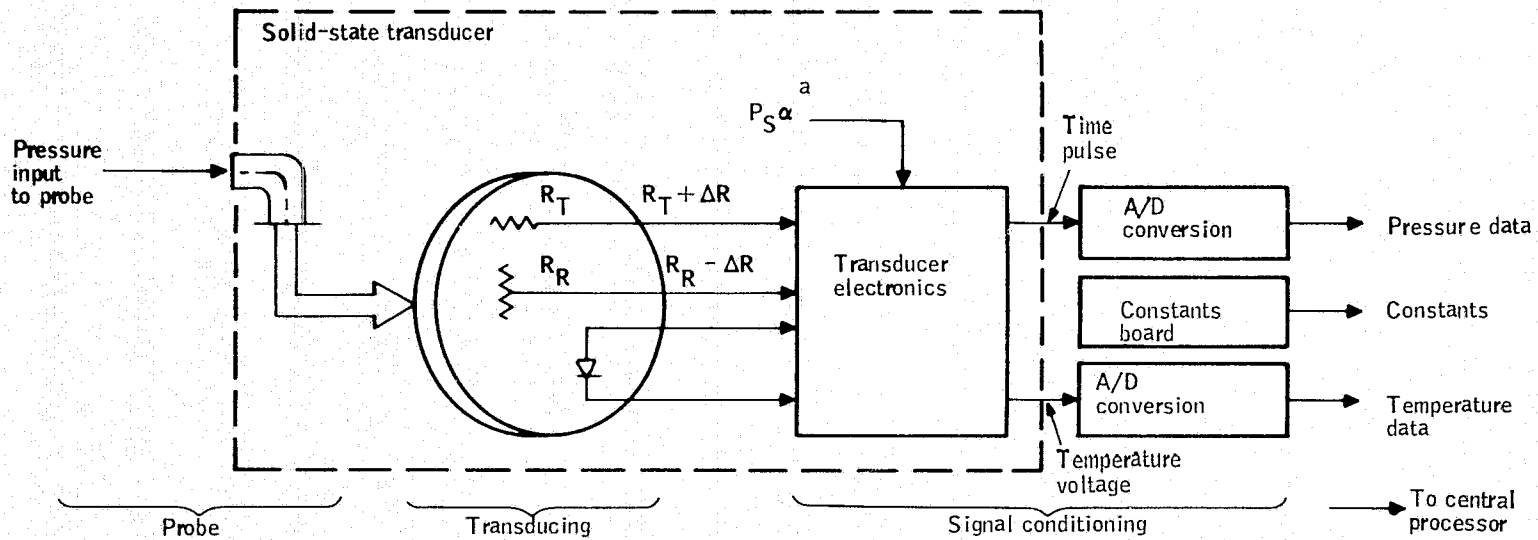 Solid-state transducer
P_S α^a
Time
pulse
Pressure
input
to probe
R_T
R_T + ΔR
A/D
conversion
Pressure data
R_R
R_R − ΔR
Transducer
electronics
Constants
board
Constants
A/D
conversion
Temperature
data
Temperature
voltage
Probe
Transducing
Signal conditioning
To central
processor